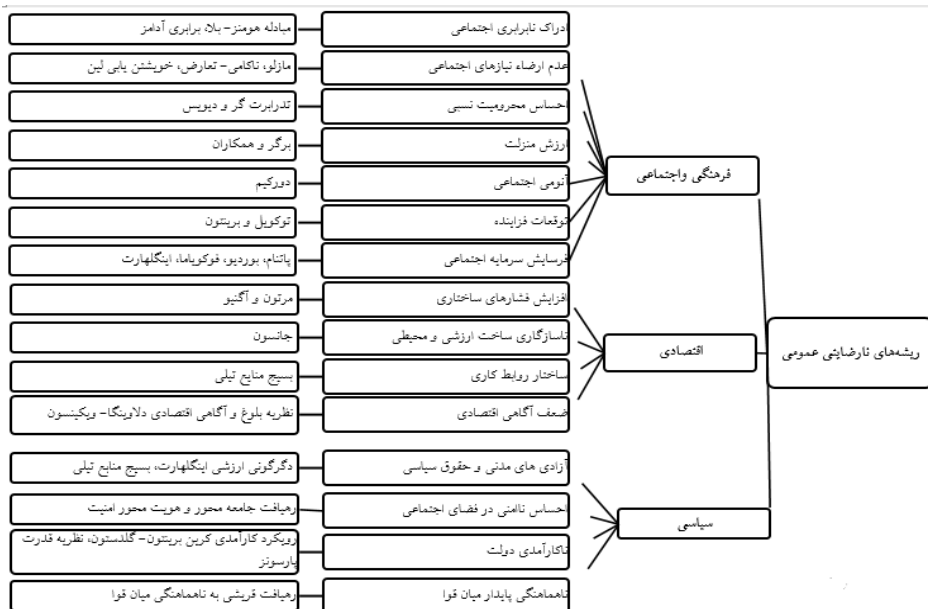 ریشه‌های نارضایتی عمومی
فرهنگی واجتماعی
ادراک نابرابری اجتماعی
مبادله هومنز- بلا، برابری آدامز
عدم ارضاء نیازهای اجتماعی
مازلو، ناکامی- تعارض، خویشتن یابی لین
احساس محرومیت نسبی
تدرابرت گر و دیویس
ارزش منزلت
برگر و همکاران
آنومی اجتماعی
دورکیم
توقعات فزاینده
توکویل و برینتون
فرسایش سرمایه اجتماعی
پاتنام، بوردیو، فوکویاما، اینگلهارت
اقتصادی
افزایش فشارهای ساختاری
مرتون و آگنیو
ناسازگاری ساخت ارزشی و محیطی
جانسون
ساختار روابط کاری
بسیج منابع تیلی
ضعف آگاهی اقتصادی
نظریه بلوغ و آگاهی اقتصادی دلاوینگا- ویکینسون
سیاسی
آزادی های مدنی و حقوق سیاسی
دگرگونی ارزشی اینگلهارت، بسیج منابع تیلی
احساس ناامنی در فضای اجتماعی
رهیافت جامعه محور و هویت محور امنیت
ناکارآمدی دولت
رویکرد کارآمدی کرین برینتون- گلدستون، نظریه قدرت
پارسونز
ناهماهنگی پایدار میان قوا
رهیافت قریشی به ناهماهنگی میان قوا